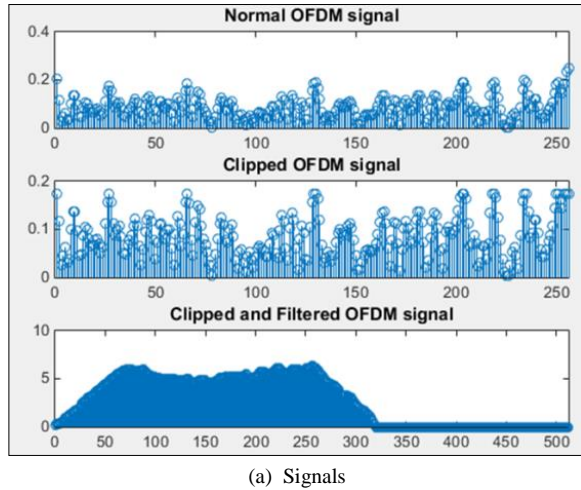 Normal OFDM signal
0.4
0.2
0
0 50 100 150 200 250
Clipped OFDM signal
0.2
0.1
0
0 50 100 150 200 250
Clipped and Filtered OFDM signal
10
5
0
0 50 100 150 200 250 300 350 400 450 500
(a) Signals